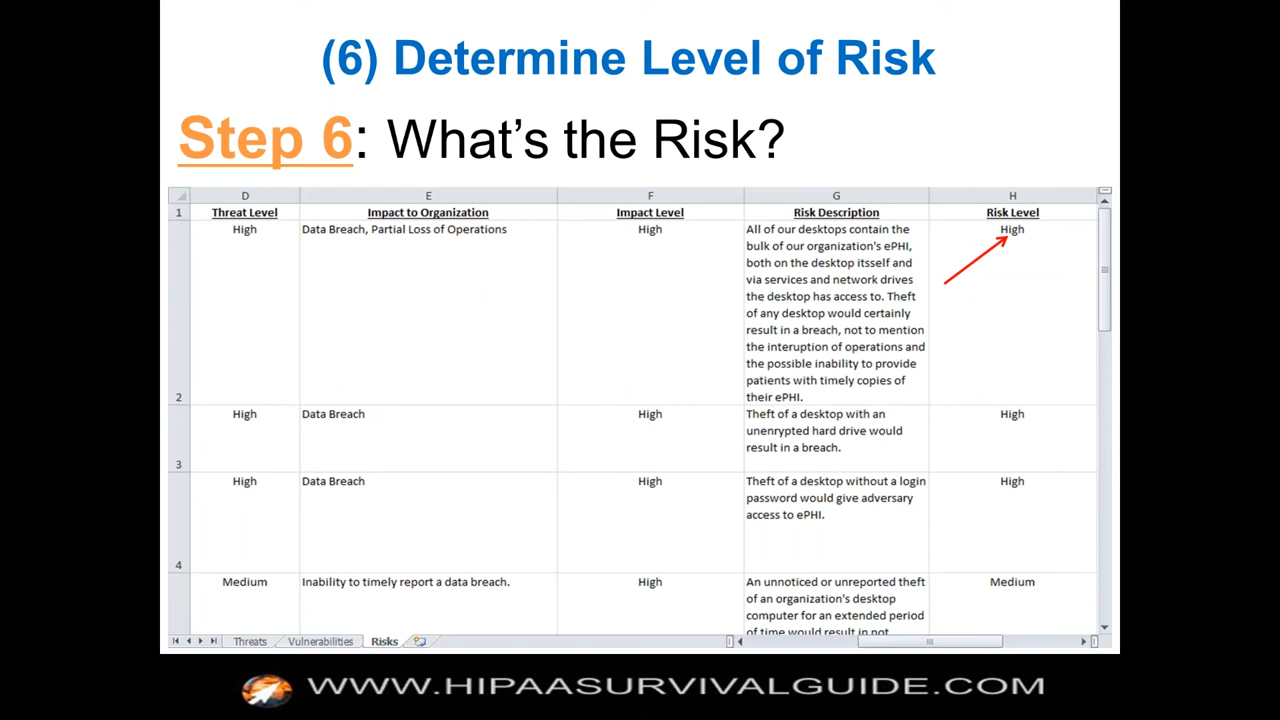 (6) Determine Level of Risk
Step 6: What's the Risk?
D E F G H
1 Threat Level Impact to Organization Impact Level Risk Description Risk Level
High Data Breach, Partial Loss of Operations High All of our desktops contain the High
bulk of our organization's ePHI,
both on the desktop itsself and
via services and network drives
the desktop has access to. Theft
of any desktop would certainly
result in a breach, not to mention
the interuption of operations and
the possible inability to provide
patients with timely copies of
2 their ePHI.
High Data Breach High Theft of a desktop with an High
unenrypted hard drive would
result in a breach.
3
High Data Breach High Theft of a desktop without a login High
password would give adversary
access to ePHI.
4
Medium Inability to timely report a data breach. High An unnoticed or unreported theft Medium
of an organization's desktop
computer for an extended period
of time would result in not
Threats Vulnerabilities Risks
WWW.HIPAASURVIVALGUIDE.COM